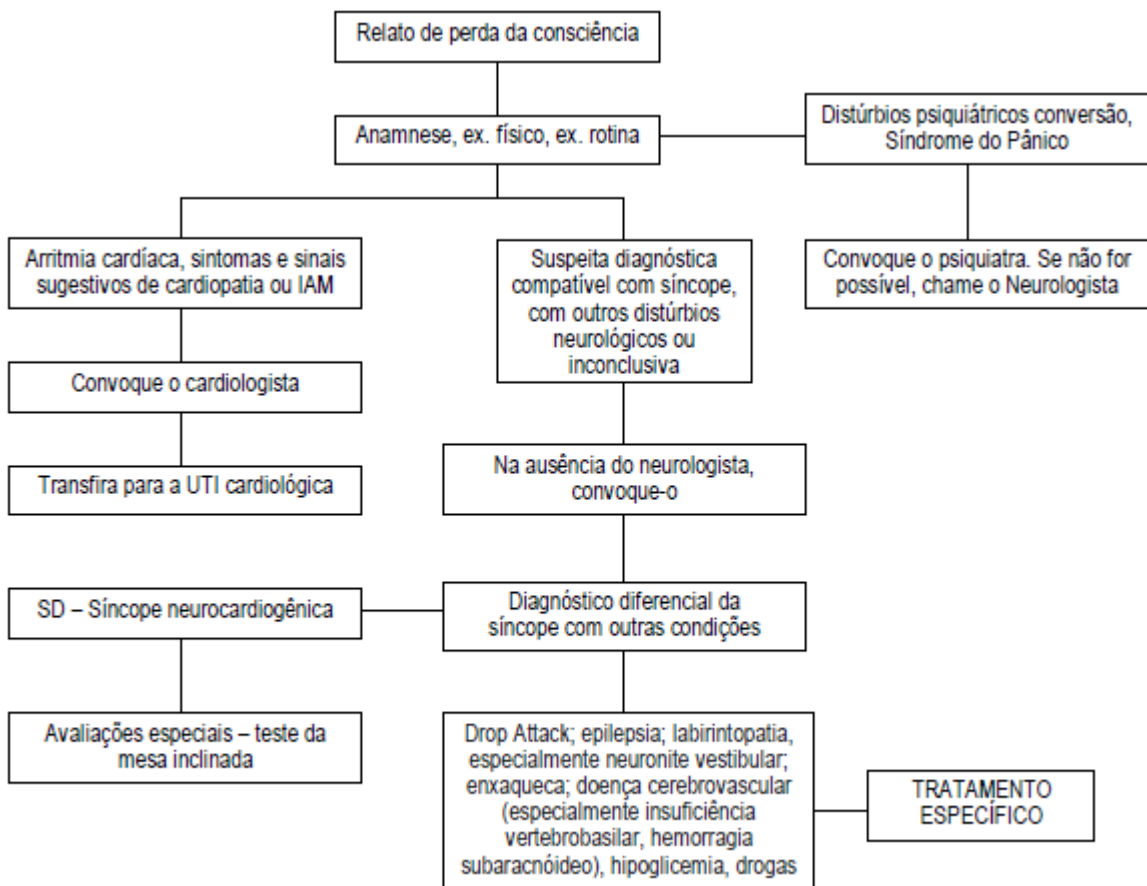 Relato de perda da consciência
Anamnese, ex. físico, ex. rotina
Distúrbios psiquiátricos conversão,
Síndrome do Pânico
Arritmia cardíaca, sintomas e sinais
sugestivos de cardiopatia ou IAM
Suspeita diagnóstica
compatível com síncope,
com outros distúrbios
neurológicos ou
inconclusiva
Convoque o psiquiatra. Se não for
possível, chame o Neurologista
Convoque o cardiologista
Transfira para a UTI cardiológica
Na ausência do neurologista,
convoque-o
SD – Síncope neurocardiogênica
Diagnóstico diferencial da
síncope com outras condições
Avaliações especiais – teste da
mesa inclinada
Drop Attack; epilepsia; labirintopatia,
especialmente neuronite vestibular;
enxaqueca; doença cerebrovascular
(especialmente insuficiência
vertebrobasilar, hemorragia
subaracnóideo), hipoglicemia, drogas
TRATAMENTO
ESPECÍFICO